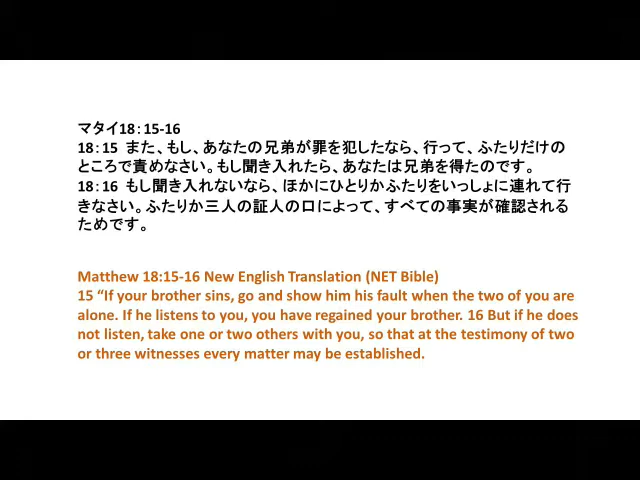 マタイ18：15-16
18：15 また、もし、あなたの兄弟が罪を犯したなら、行って、ふたりだけの
ところで責めなさい。もし聞き入れたら、あなたは兄弟を得たのです。
18：16 もし聞き入れないなら、ほかにひとりかふたりをいっしょに連れて行
きなさい。ふたりか三人の証人の口によって、すべての事実が確認される
ためです。
Matthew 18:15-16 New English Translation (NET Bible)
15 “If your brother sins, go and show him his fault when the two of you are
alone. If he listens to you, you have regained your brother. 16 But if he does
not listen, take one or two others with you, so that at the testimony of two
or three witnesses every matter may be established.